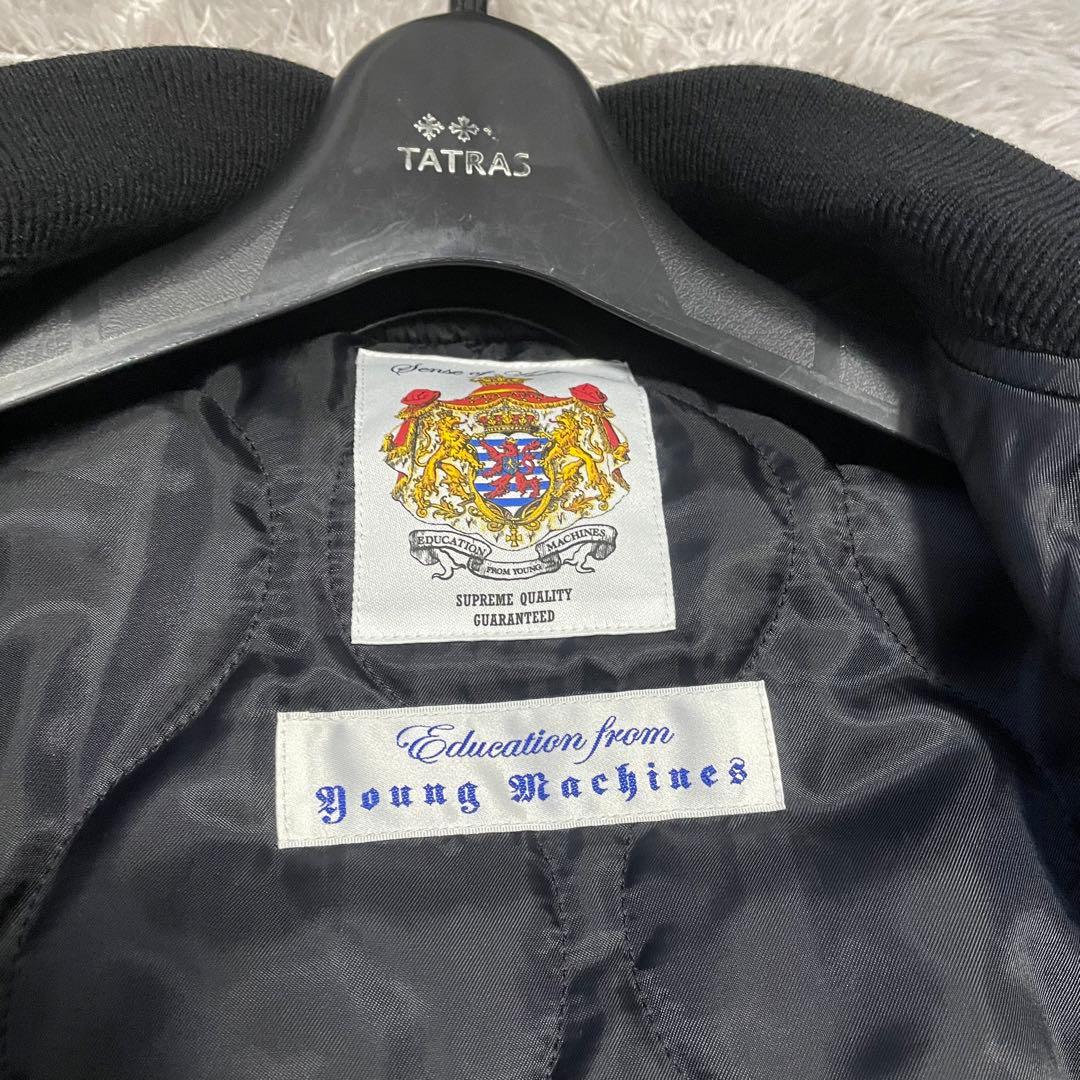 TATRAS
Sense of
EDUCATION
MACHINES
FROM YOUNG
SUPREME QUALITY
GUARANTEED
Education from
Young Machines